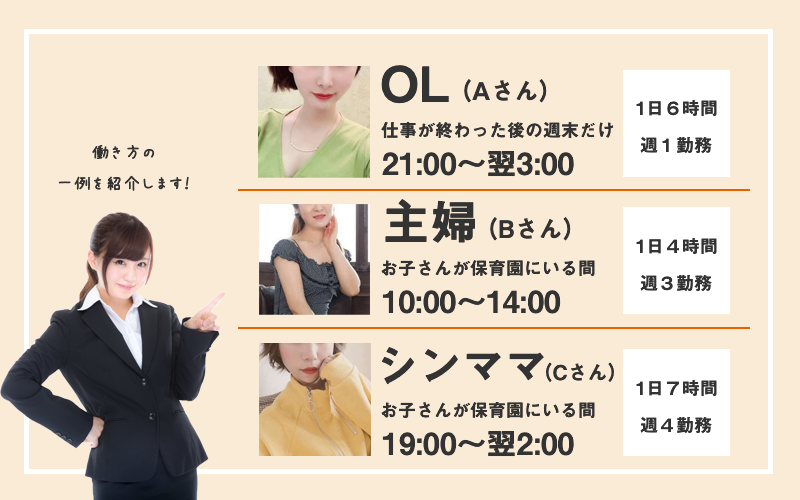 働き方の
一例を紹介します!
OL (Aさん)
仕事が終わった後の週末だけ
21:00〜翌3:00
1日６時間
週１勤務
主婦 (Bさん)
お子さんが保育園にいる間
10:00〜14:00
1日４時間
週３勤務
シンママ(Cさん)
お子さんが保育園にいる間
19:00〜翌2:00
1日７時間
週４勤務